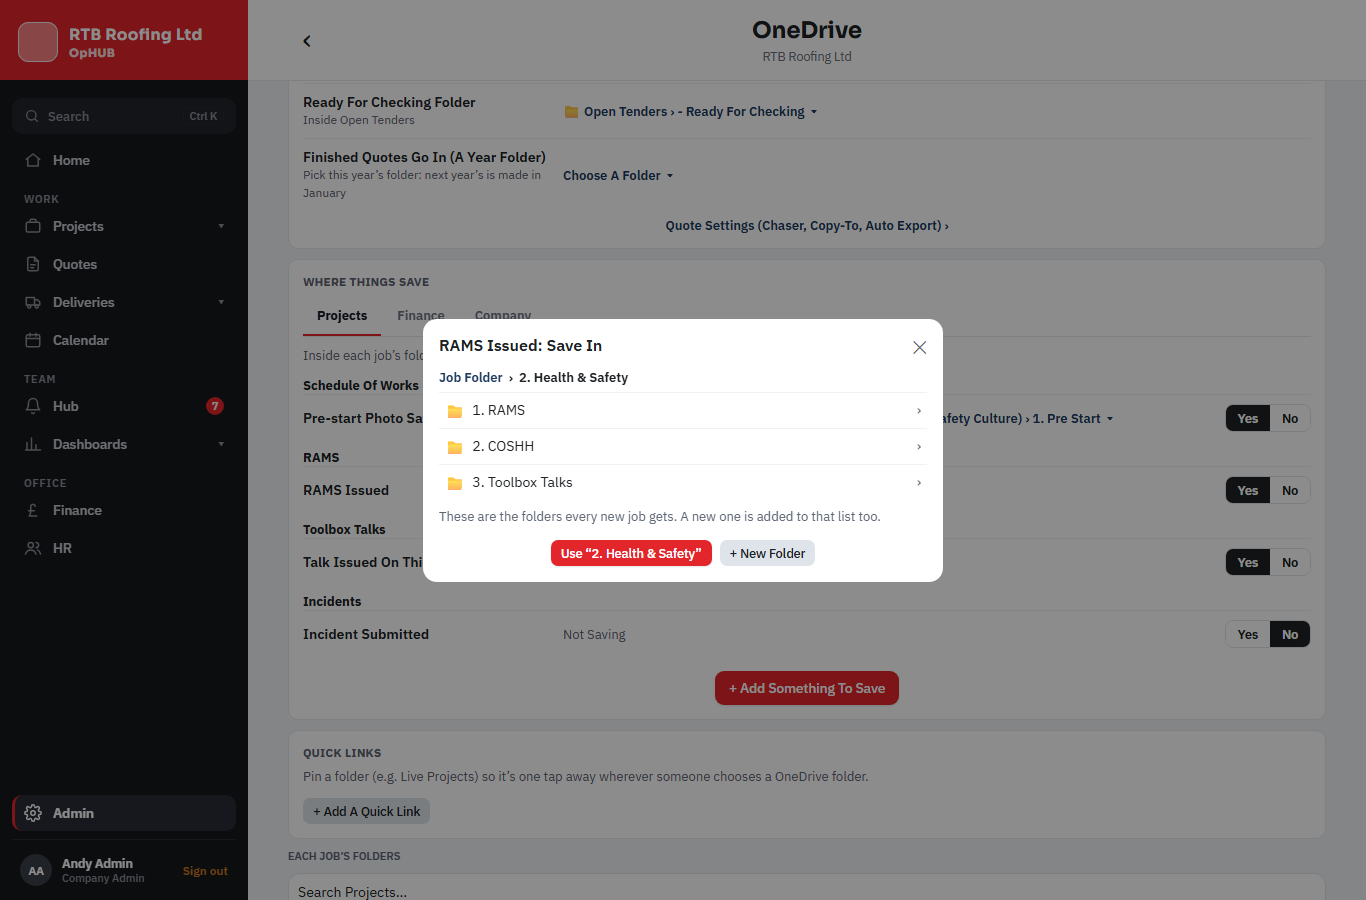 RTB Roofing Ltd
OpHUB
Search Ctrl K
Home
WORK
Projects
Quotes
Deliveries
Calendar
TEAM
Hub 7
Dashboards
OFFICE
Finance
HR
Admin
AA
Andy Admin
Company Admin
Sign out
OneDrive
RTB Roofing Ltd
Ready For Checking Folder
Inside Open Tenders
Open Tenders › - Ready For Checking
Finished Quotes Go In (A Year Folder)
Pick this year’s folder: next year’s is made in
January
Choose A Folder
Quote Settings (Chaser, Copy-To, Auto Export) ›
WHERE THINGS SAVE
Projects Finance Company
Inside each job’s
Schedule Of Works
Pre-start Photo
Culture) › 1. Pre Start
Yes No
RAMS
RAMS Issued
Yes No
Toolbox Talks
Talk Issued On
Yes No
Incidents
Incident Submitted
Not Saving
Yes No
+ Add Something To Save
RAMS Issued: Save In
Job Folder › 2. Health & Safety
1. RAMS ›
2. COSHH ›
3. Toolbox Talks ›
These are the folders every new job gets. A new one is added to that list too.
Use “2. Health & Safety”
+ New Folder
QUICK LINKS
Pin a folder (e.g. Live Projects) so it’s one tap away wherever someone chooses a OneDrive folder.
+ Add A Quick Link
EACH JOB’S FOLDERS
Search Projects...